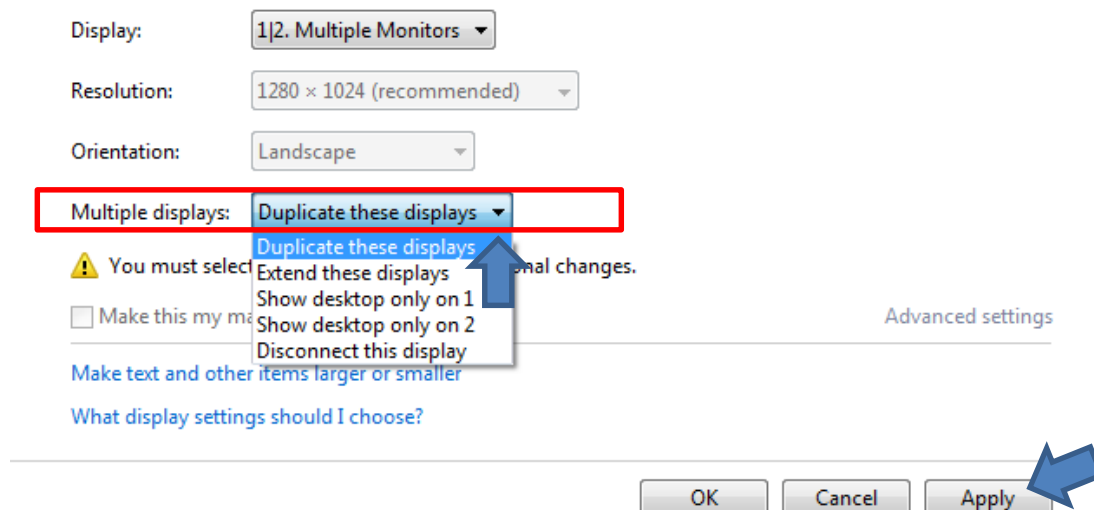 Display: 1|2. Multiple Monitors
Resolution: 1280 × 1024 (recommended)
Orientation: Landscape
Multiple displays: Duplicate these displays
Duplicate these displays
You must select nal changes.
Extend these displays
Show desktop only on 1
Make this my Advanced settings
Show desktop only on 2
Disconnect this display
Make text and other items larger or smaller
What display settings should I choose?
OK Cancel Apply